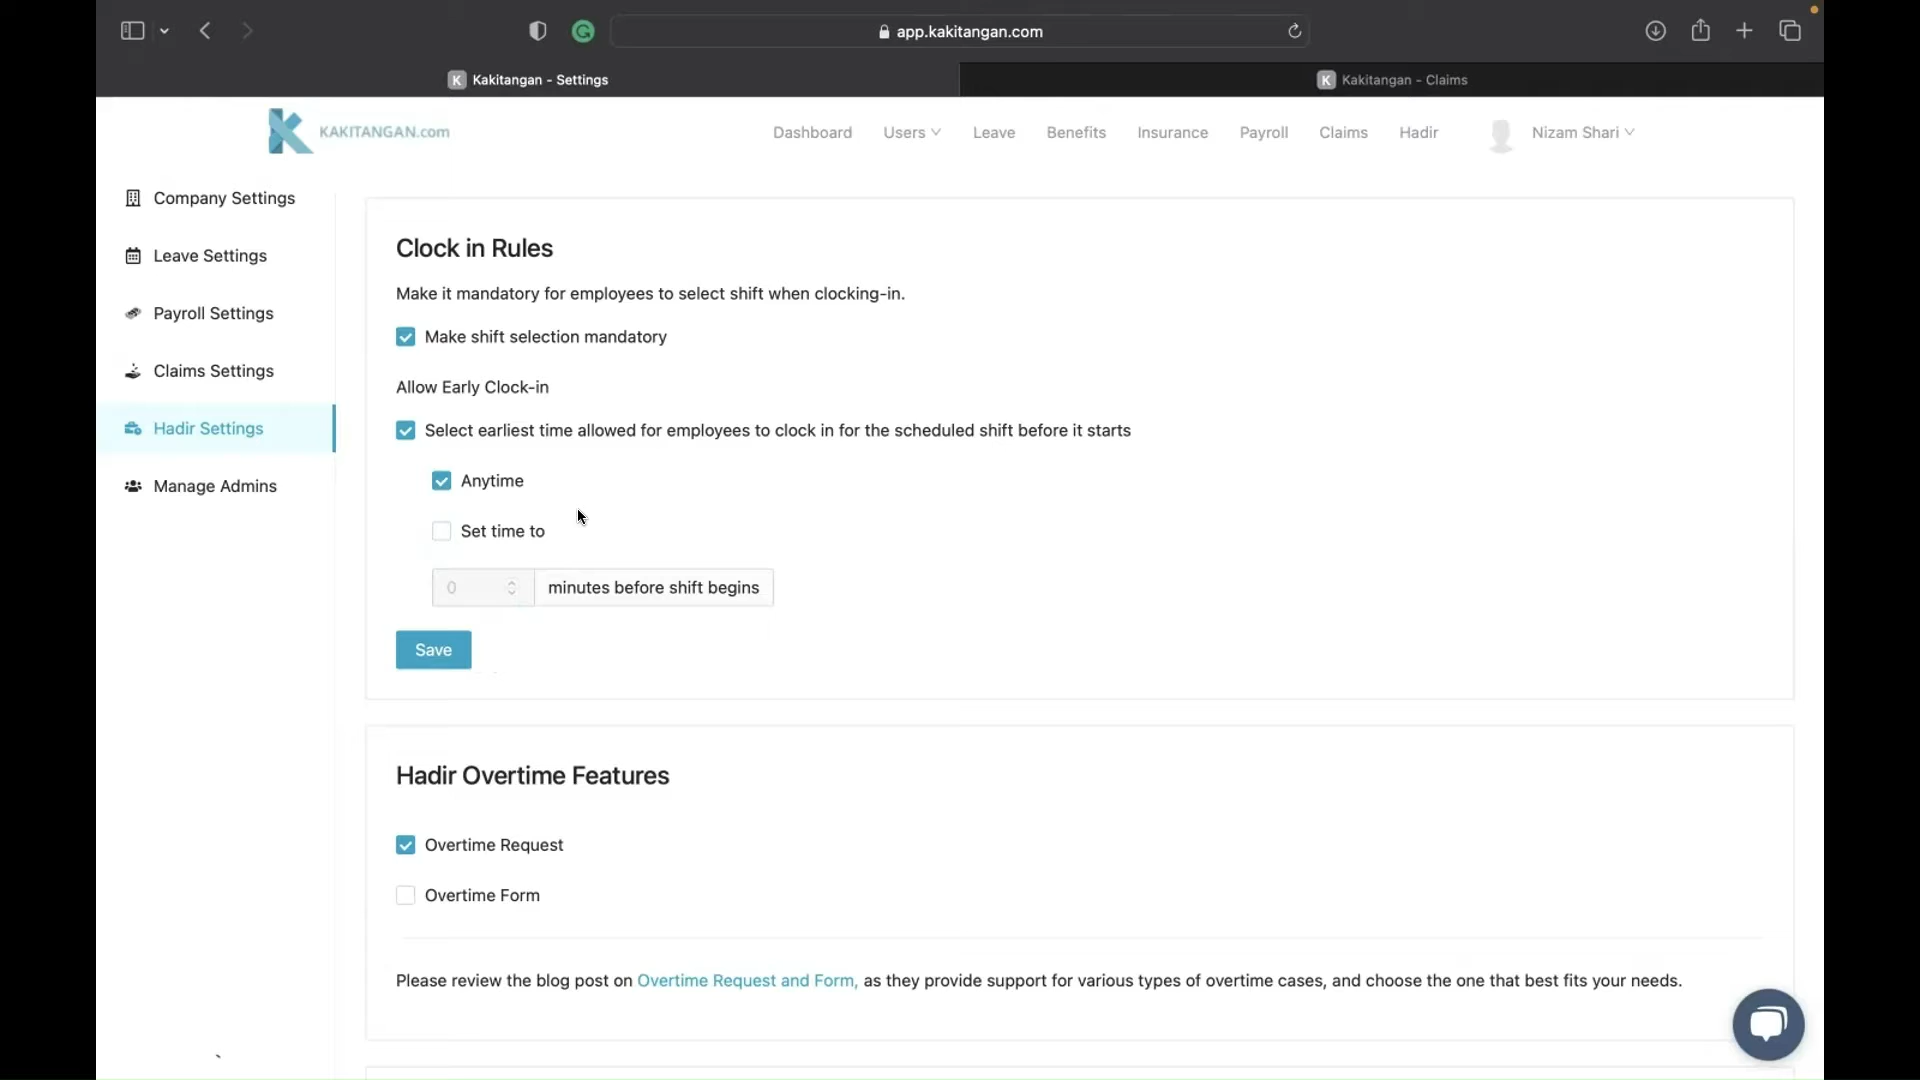 app.kakitangan.com
K Kakitangan - Settings
K Kakitangan - Claims
KAKITANGAN.com
Dashboard Users Leave Benefits Insurance Payroll Claims Hadir Nizam Shari
Company Settings
Leave Settings
Payroll Settings
Claims Settings
Hadir Settings
Manage Admins
Clock in Rules
Make it mandatory for employees to select shift when clocking-in.
Make shift selection mandatory
Allow Early Clock-in
Select earliest time allowed for employees to clock in for the scheduled shift before it starts
Anytime
Set time to
0 minutes before shift begins
Save
Hadir Overtime Features
Overtime Request
Overtime Form
Please review the blog post on Overtime Request and Form, as they provide support for various types of overtime cases, and choose the one that best fits your needs.